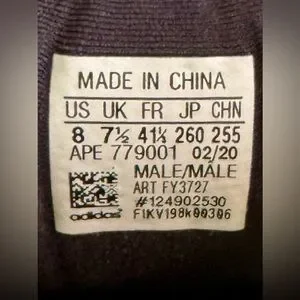 MADE IN CHINA
US UK FR JP CHN
8 7½ 41⅓ 260 255
APE 779001 02/20
MALE/MÂLE
ART FY3727
#124902530
adidas F1KV198k00306